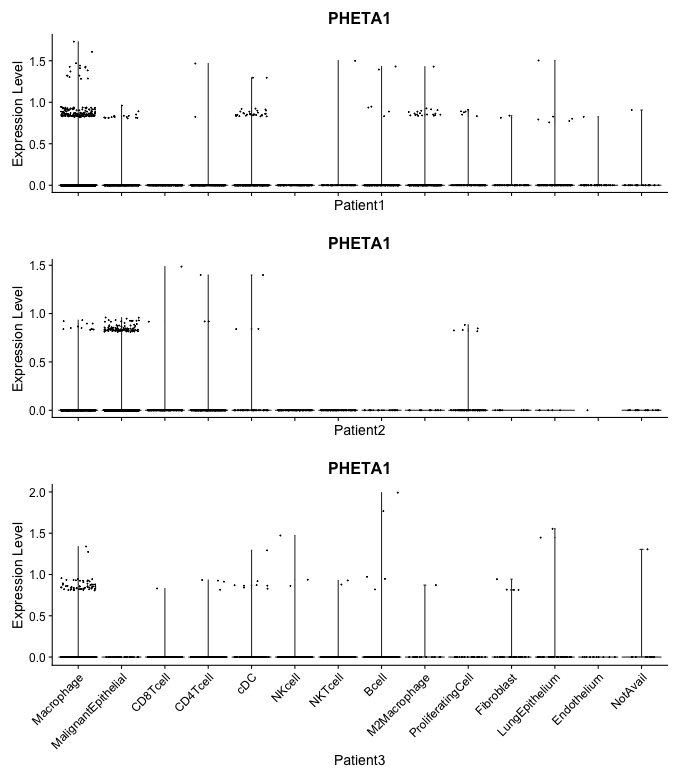 PHETA1
Expression Level
1.5
1.0
0.5
0.0
Patient1
PHETA1
Expression Level
1.5
1.0
0.5
0.0
Patient2
PHETA1
Expression Level
2.0
1.5
1.0
0.5
0.0
Macrophage
MalignantEpithelial
CD8Tcell
CD4Tcell
cDC
NKcell
NKTcell
Bcell
M2Macrophage
ProliferatingCell
Fibroblast
LungEpithelium
Endothelium
NotAvail
Patient3